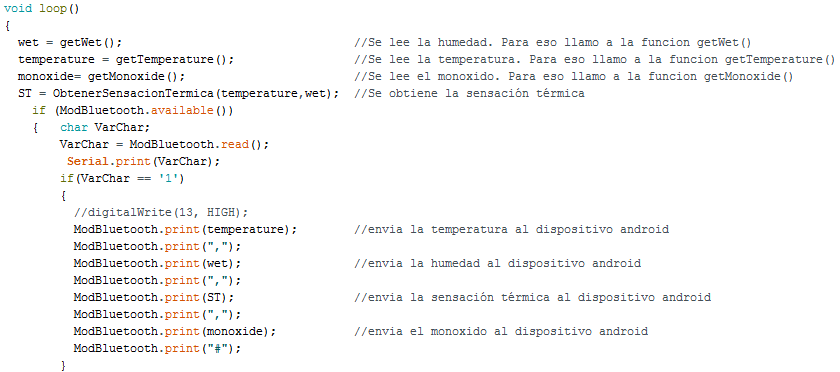 void loop()
{
  wet = getWet();                                 //Se lee la humedad. Para eso llamo a la funcion getWet()
  temperature = getTemperature();                 //Se lee la temperatura. Para eso llamo a la funcion getTemperature()
  monoxide= getMonoxide();                        //Se lee el monoxido. Para eso llamo a la funcion getMonoxide()
  ST = ObtenerSensacionTermica(temperature,wet);  //Se obtiene la sensación térmica
    if (ModBluetooth.available())
    {   char VarChar;
        VarChar = ModBluetooth.read();
         Serial.print(VarChar);
        if(VarChar == '1')
        {
          //digitalWrite(13, HIGH);
          ModBluetooth.print(temperature);        //envia la temperatura al dispositivo android
          ModBluetooth.print(",");
          ModBluetooth.print(wet);                //envia la humedad al dispositivo android
          ModBluetooth.print(",");
          ModBluetooth.print(ST);                 //envia la sensación térmica al dispositivo android
          ModBluetooth.print(",");
          ModBluetooth.print(monoxide);           //envia el monoxido al dispositivo android
          ModBluetooth.print("#");
        }